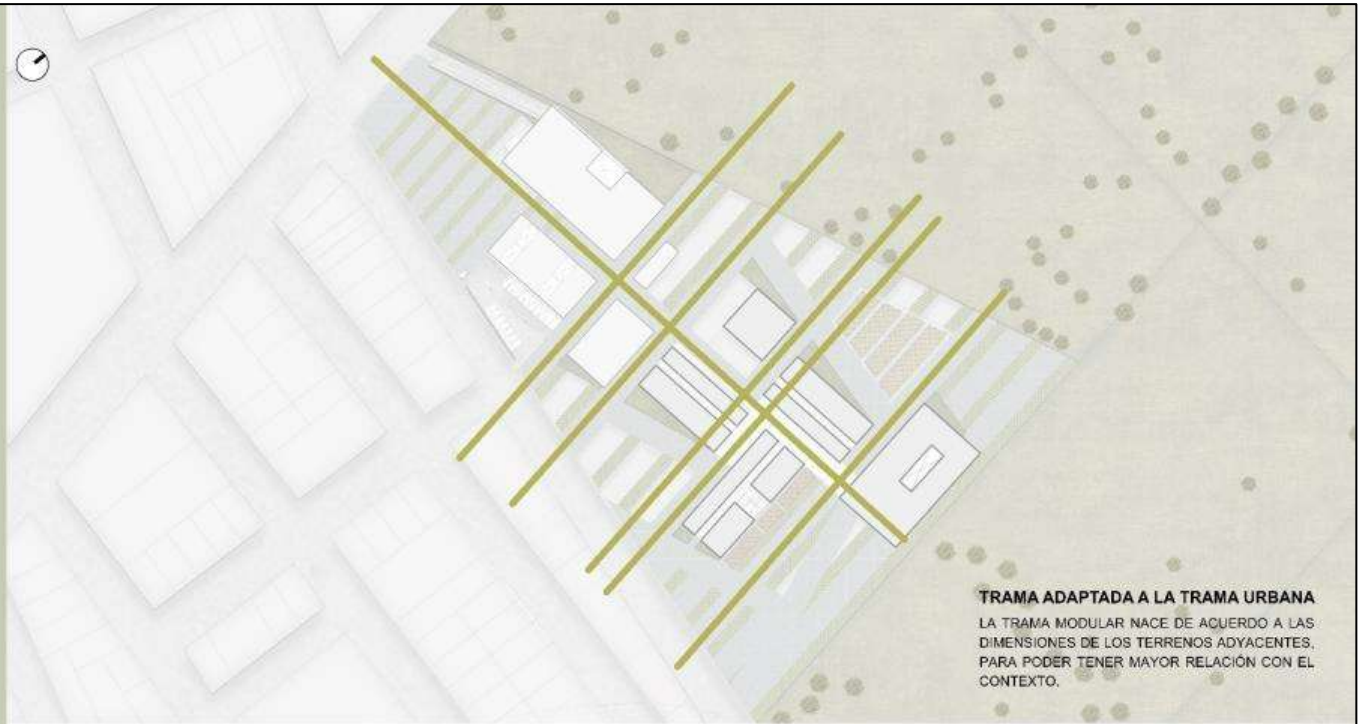 TRAMA ADAPTADA A LA TRAMA URBANA
LA TRAMA MODULAR NACE DE ACUERDO A LAS
DIMENSIONES DE LOS TERRENOS ADYACENTES,
PARA PODER TENER MAYOR RELACIÓN CON EL
CONTEXTO.